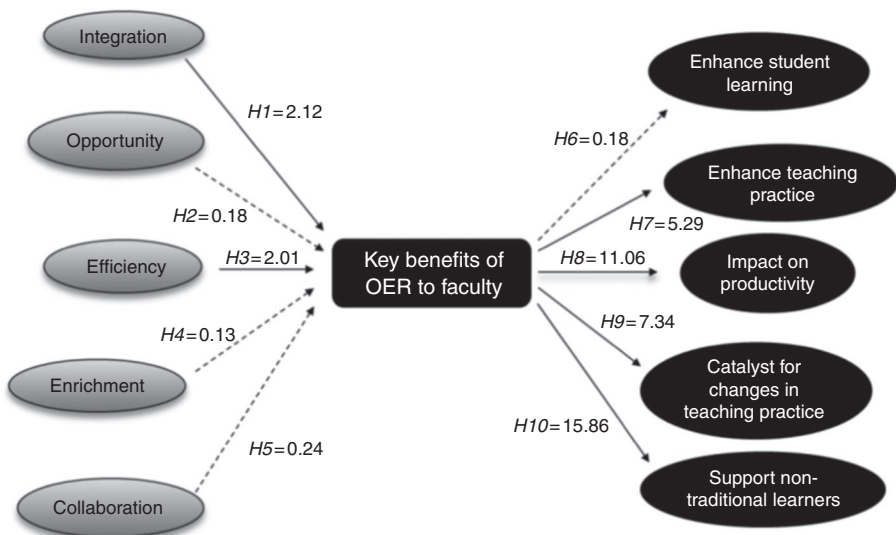 Integration
Opportunity
Efficiency
Enrichment
Collaboration
H1=2.12
H2=0.18
H3=2.01
H4=0.13
H5=0.24
Key benefits of
OER to faculty
H6=0.18
H7=5.29
H8=11.06
H9=7.34
H10=15.86
Enhance student
learning
Enhance teaching
practice
Impact on
productivity
Catalyst for
changes in
teaching practice
Support non-
traditional learners